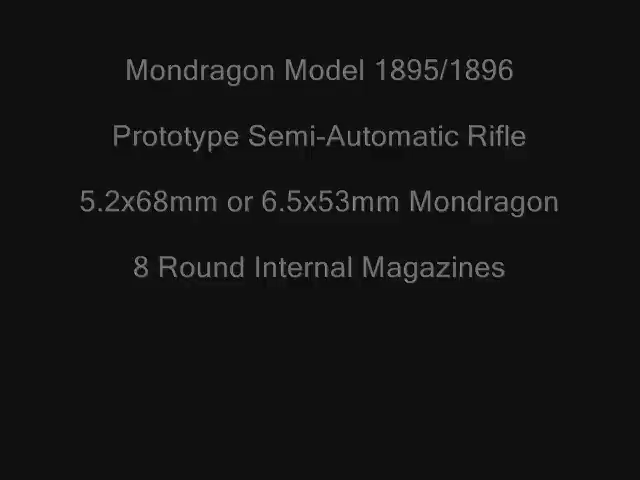 Mondragon Model 1895/1896
Prototype Semi-Automatic Rifle
5.2x68mm or 6.5x53mm Mondragon
8 Round Internal Magazines